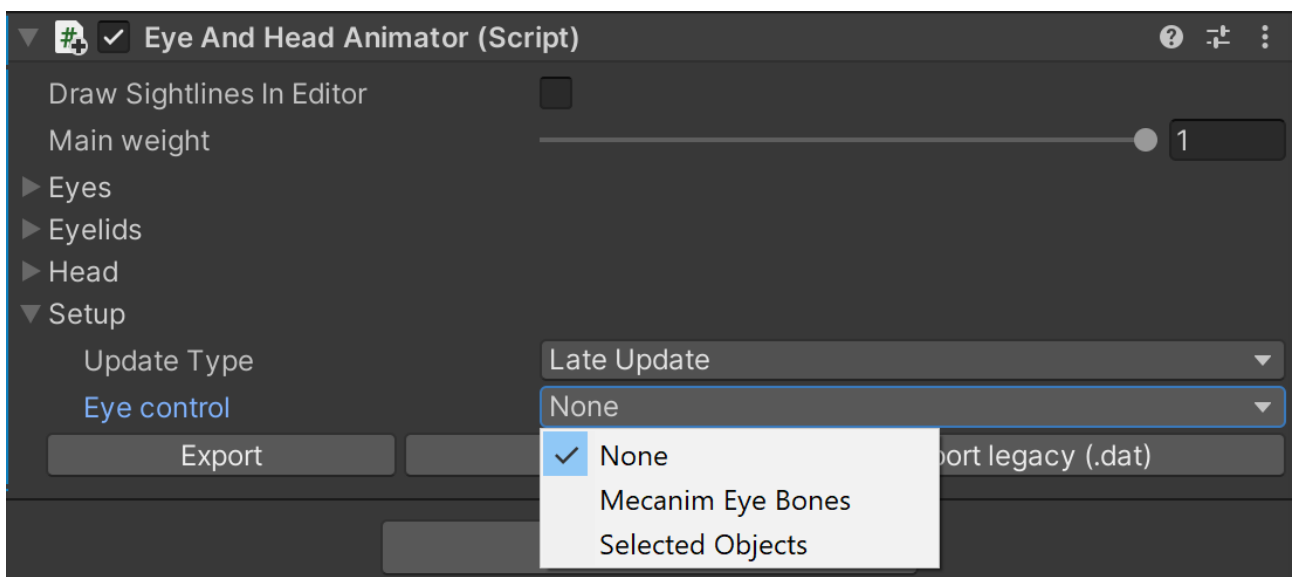 Eye And Head Animator (Script)
Draw Sightlines In Editor
Main weight 1
Eyes
Eyelids
Head
Setup
Update Type Late Update
Eye control None
Export legacy (.dat)
None
Mecanim Eye Bones
Selected Objects